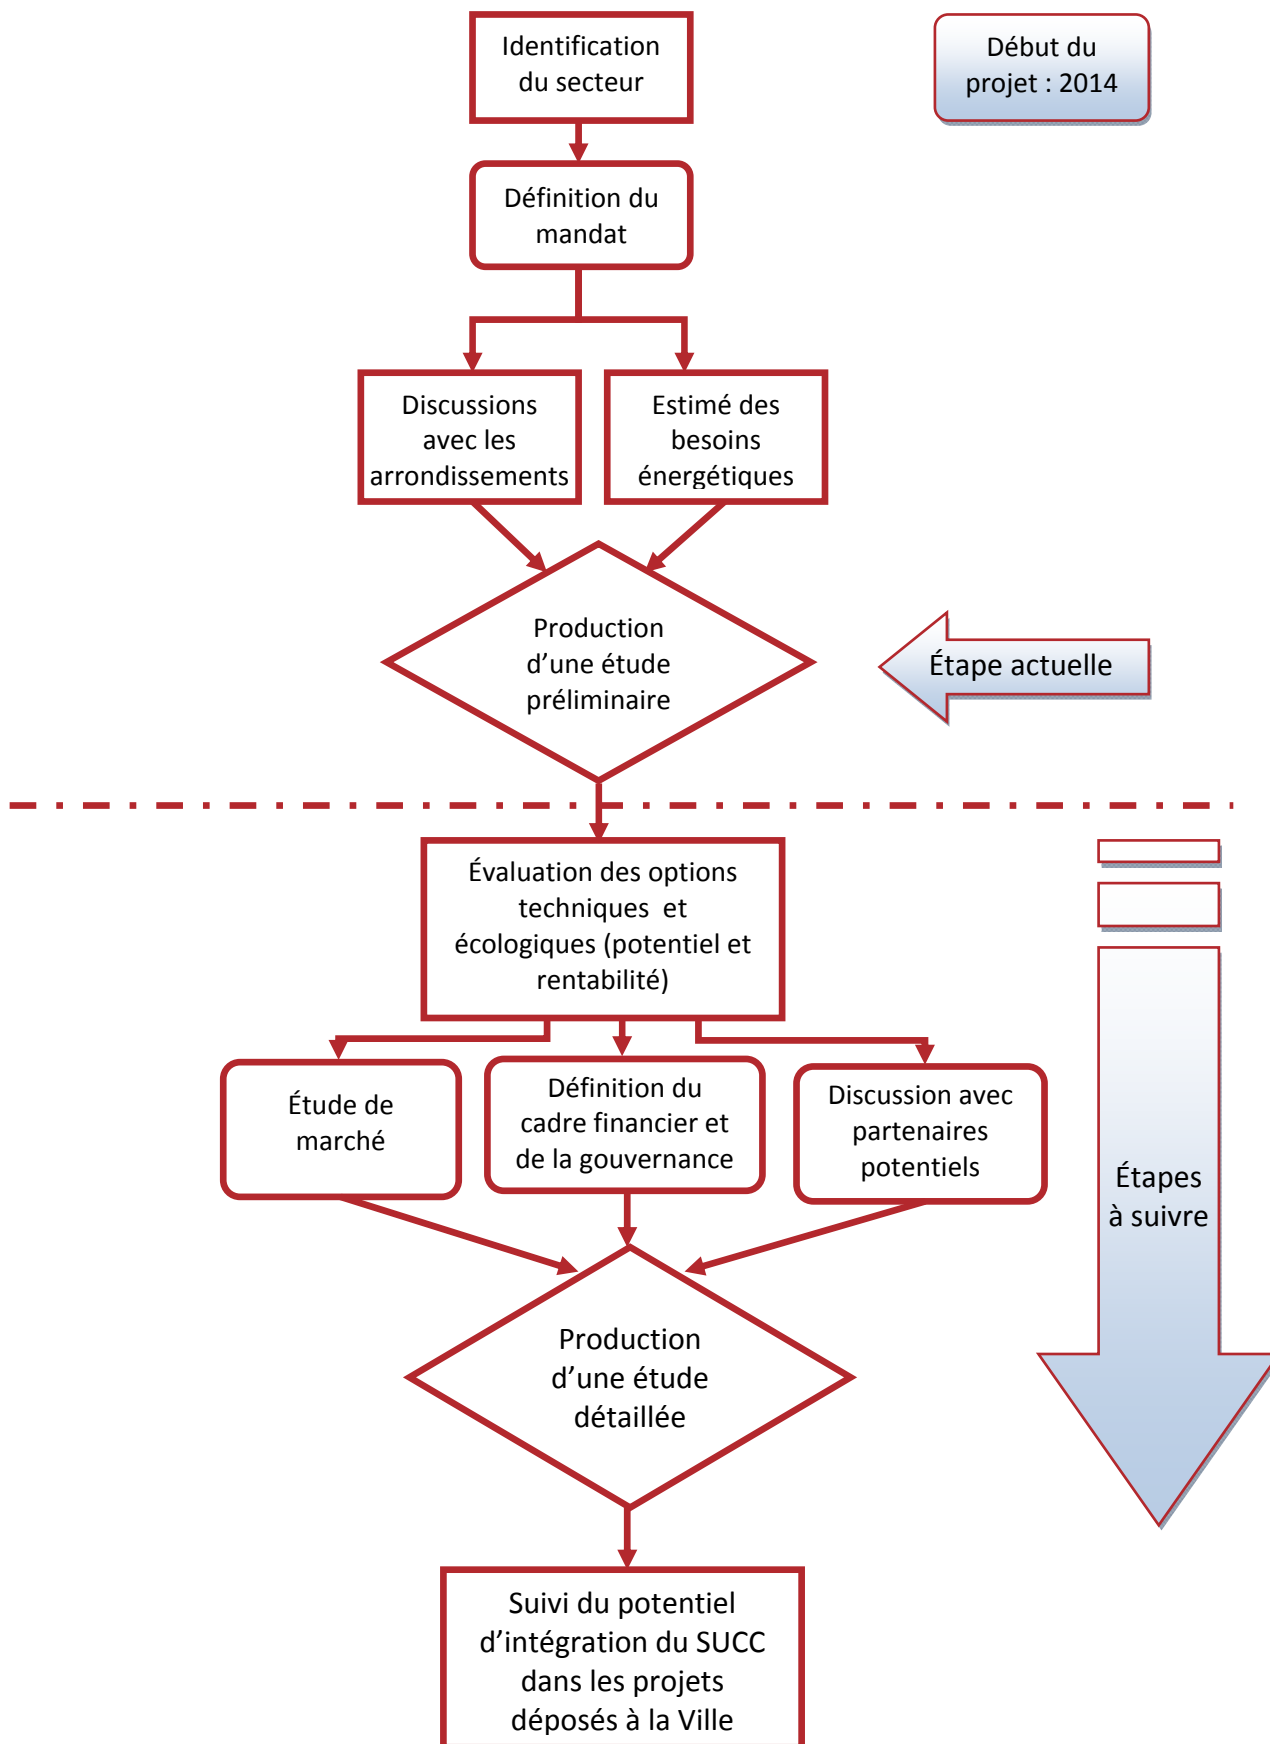 Identification
du secteur
Début du
projet : 2014
Définition du
mandat
Discussions
avec les
arrondissements
Estimé des
besoins
énergétiques
Production
d’une étude
préliminaire
Étape actuelle
Évaluation des options
techniques et
écologiques (potentiel et
rentabilité)
Étude de
marché
Définition du
cadre financier et
de la gouvernance
Discussion avec
partenaires
potentiels
Étapes
à suivre
Production
d’une étude
détaillée
Suivi du potentiel
d’intégration du SUCC
dans les projets
déposés à la Ville